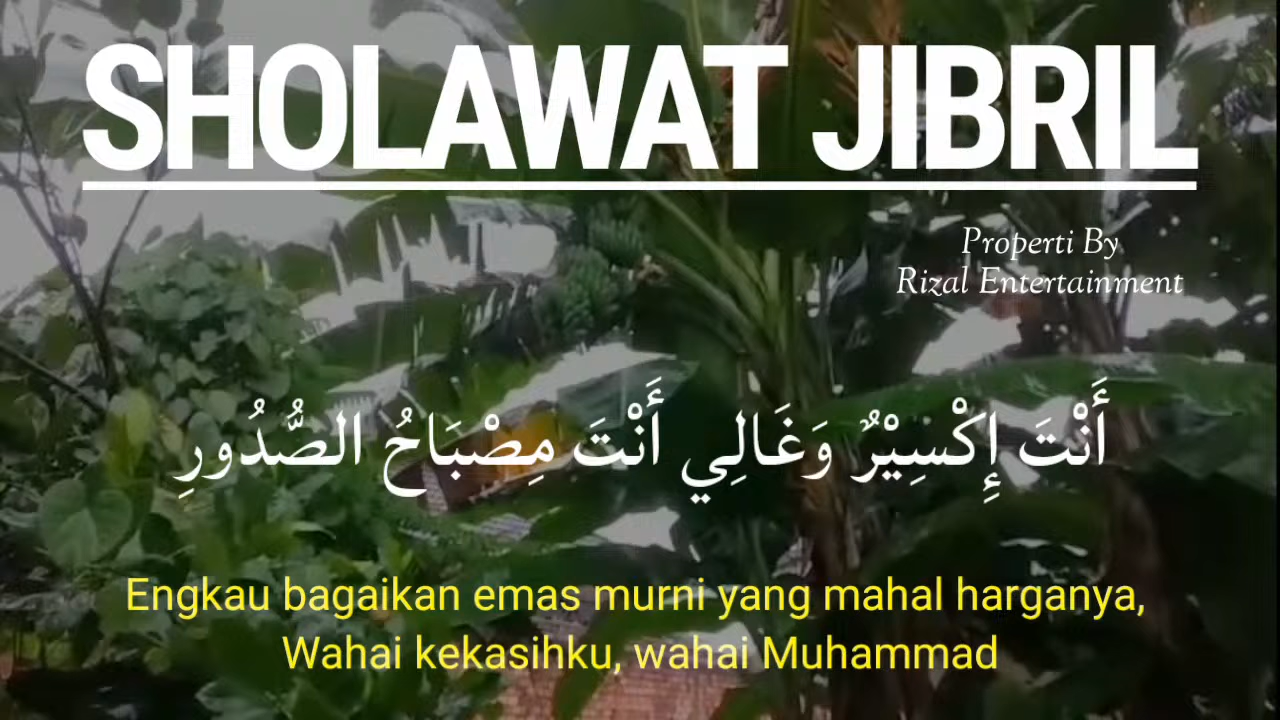 SHOLAWAT JIBRIL
Properti By
Rizal Entertainment
أَنْتَ إِكْسِيْرٌ وَغَالِي أَنْتَ مِصْبَاحُ الصُّدُورِ
Engkau bagaikan emas murni yang mahal harganya,
Wahai kekasihku, wahai Muhammad